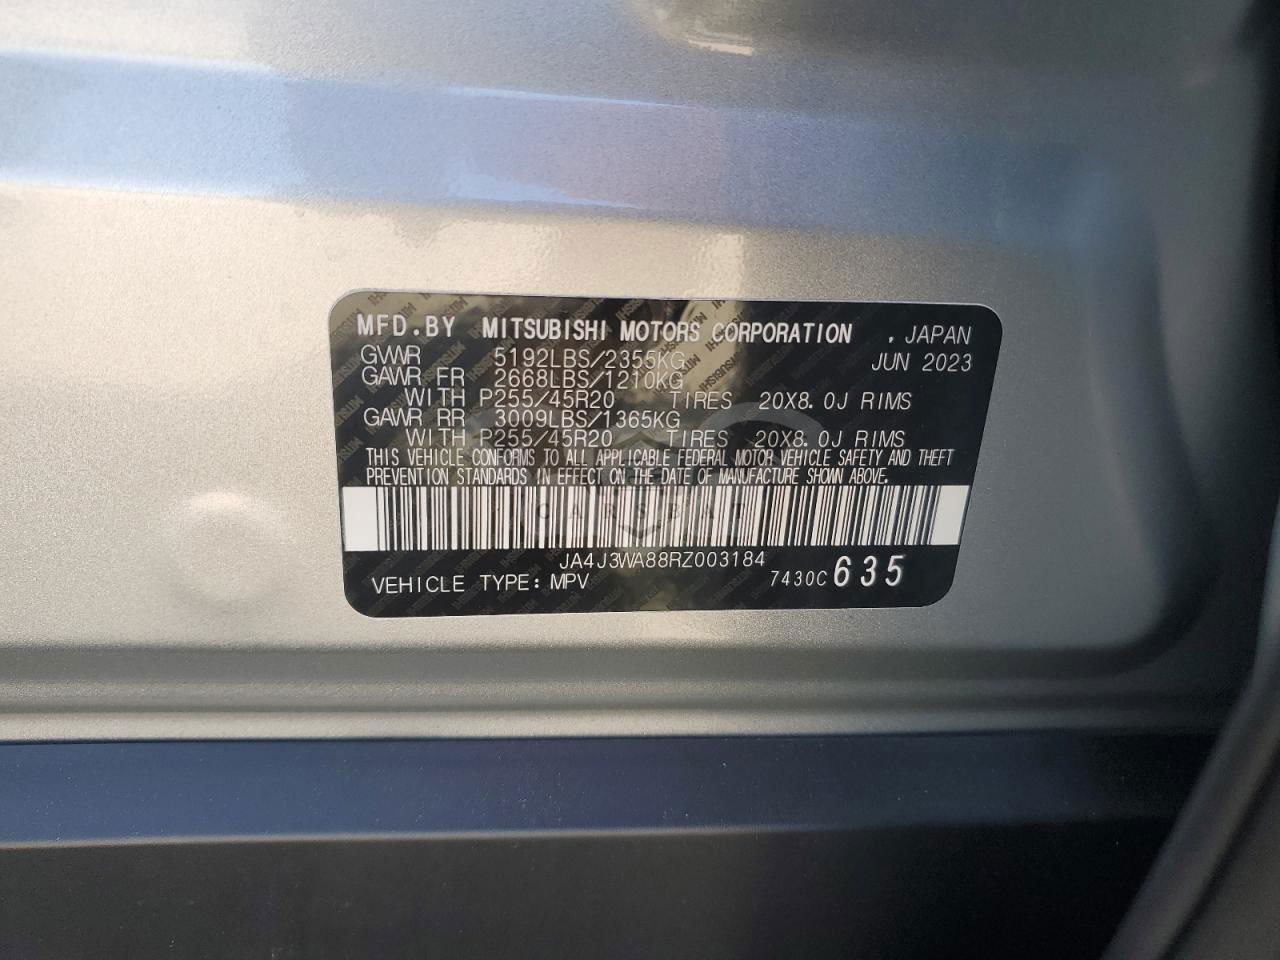 MFD.BY MITSUBISHI MOTORS CORPORATION . JAPAN
GVWR 5192LBS/2355KG JUN 2023
GAWR FR 2668LBS/1210KG
WITH P255/45R20 TIRES 20X8.0J RIMS
GAWR RR 3009LBS/1365KG
WITH P255/45R20 TIRES 20X8.0J RIMS
THIS VEHICLE CONFORMS TO ALL APPLICABLE FEDERAL MOTOR VEHICLE SAFETY AND THEFT
PREVENTION STANDARDS IN EFFECT ON THE DATE OF MANUFACTURE SHOWN ABOVE.
CARSBAT
JA4J3WA88RZ003184
VEHICLE TYPE: MPV 7430C 635